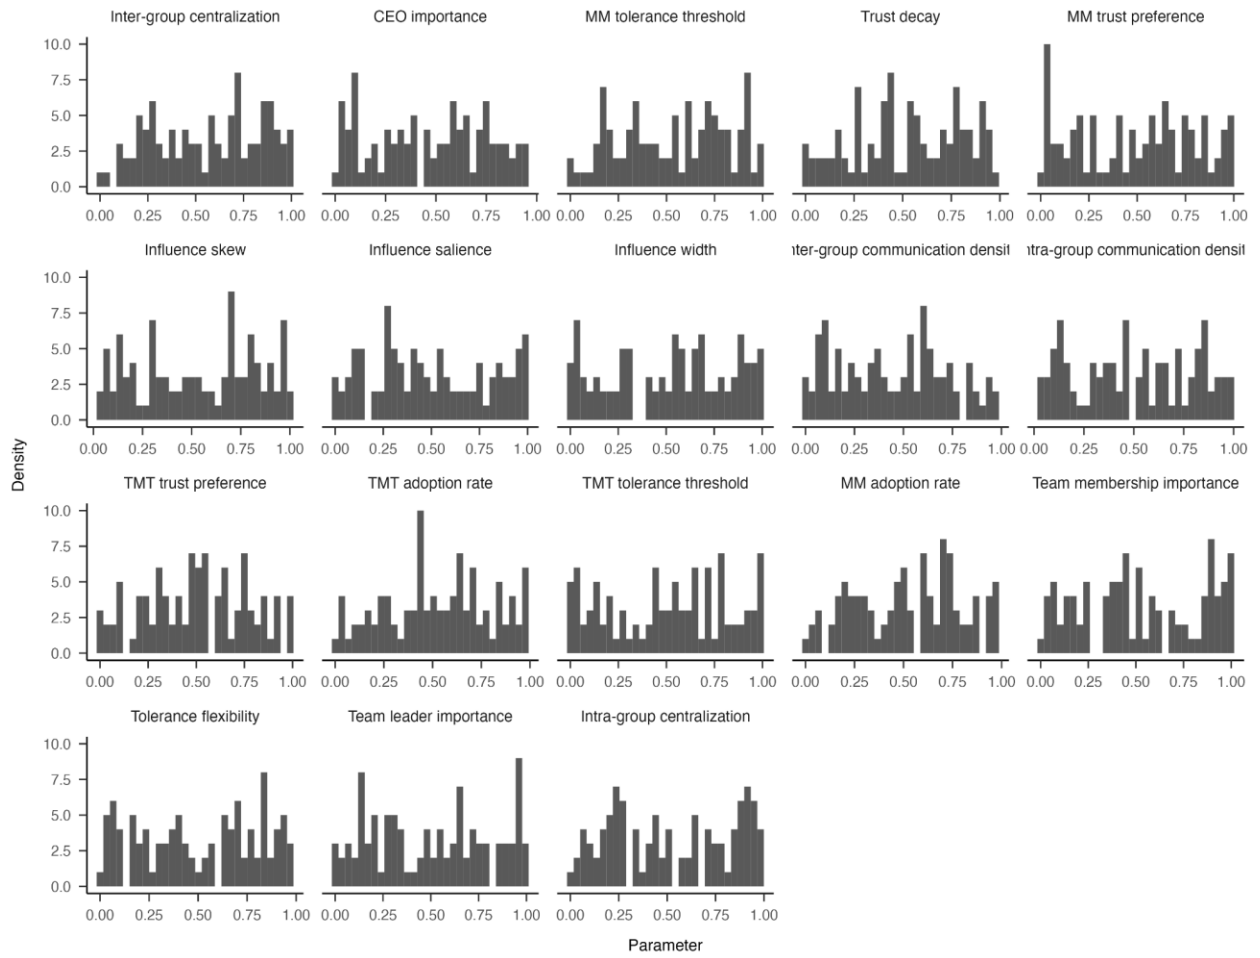 Inter-group centralization CEO importance MM tolerance threshold Trust decay MM trust preference
10.0
7.5
5.0
2.5
0.0
0.00 0.25 0.50 0.75 1.00 0.00 0.25 0.50 0.75 1.00 0.00 0.25 0.50 0.75 1.00 0.00 0.25 0.50 0.75 1.00 0.00 0.25 0.50 0.75 1.00
Influence skew Influence salience Influence width nter-group communication densit ntra-group communication densit
10.0
7.5
5.0
2.5
0.0
0.00 0.25 0.50 0.75 1.00 0.00 0.25 0.50 0.75 1.00 0.00 0.25 0.50 0.75 1.00 0.00 0.25 0.50 0.75 1.00 0.00 0.25 0.50 0.75 1.00
Density
TMT trust preference TMT adoption rate TMT tolerance threshold MM adoption rate Team membership importance
10.0
7.5
5.0
2.5
0.0
0.00 0.25 0.50 0.75 1.00 0.00 0.25 0.50 0.75 1.00 0.00 0.25 0.50 0.75 1.00 0.00 0.25 0.50 0.75 1.00 0.00 0.25 0.50 0.75 1.00
Tolerance flexibility Team leader importance Intra-group centralization
10.0
7.5
5.0
2.5
0.0
0.00 0.25 0.50 0.75 1.00 0.00 0.25 0.50 0.75 1.00 0.00 0.25 0.50 0.75 1.00
Parameter